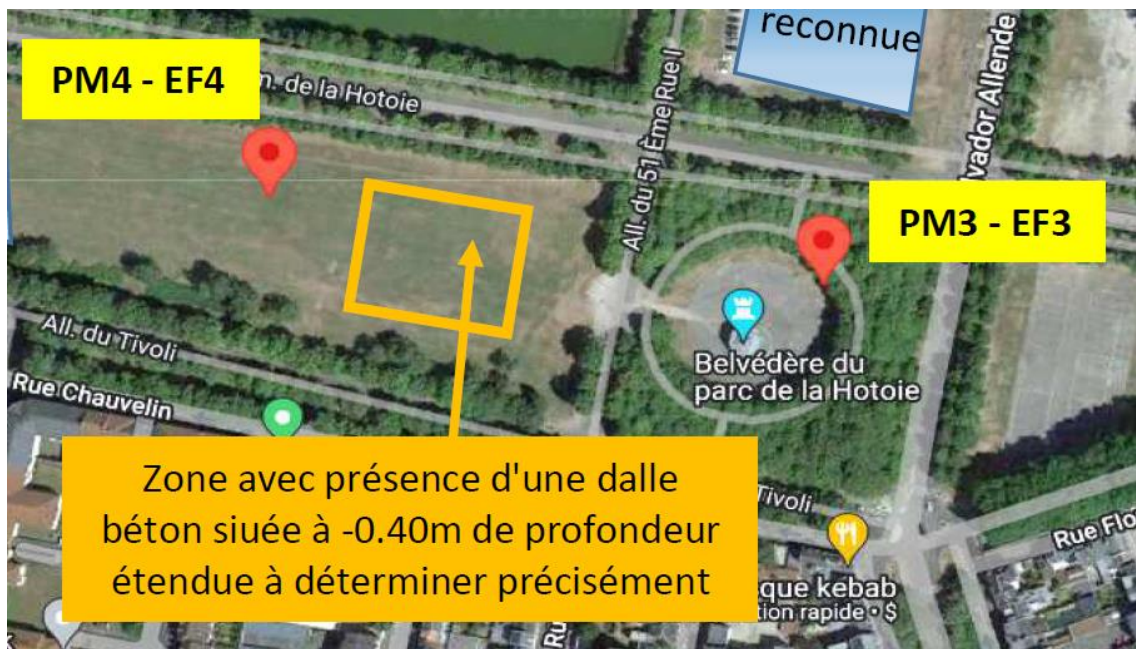 reconnue
PM4 - EF4
m. de la Hotoie
All. du 51 Ème Rue I
vador Allende
PM3 - EF3
All. du Tivoli
Belvédère du
parc de la Hotoie
Rue Chauvelin
Zone avec présence d'une dalle
béton siuée à -0.40m de profondeur
étendue à déterminer précisément
Tivoli
Rue Flo
sque kebab
tion rapide • $
Ru